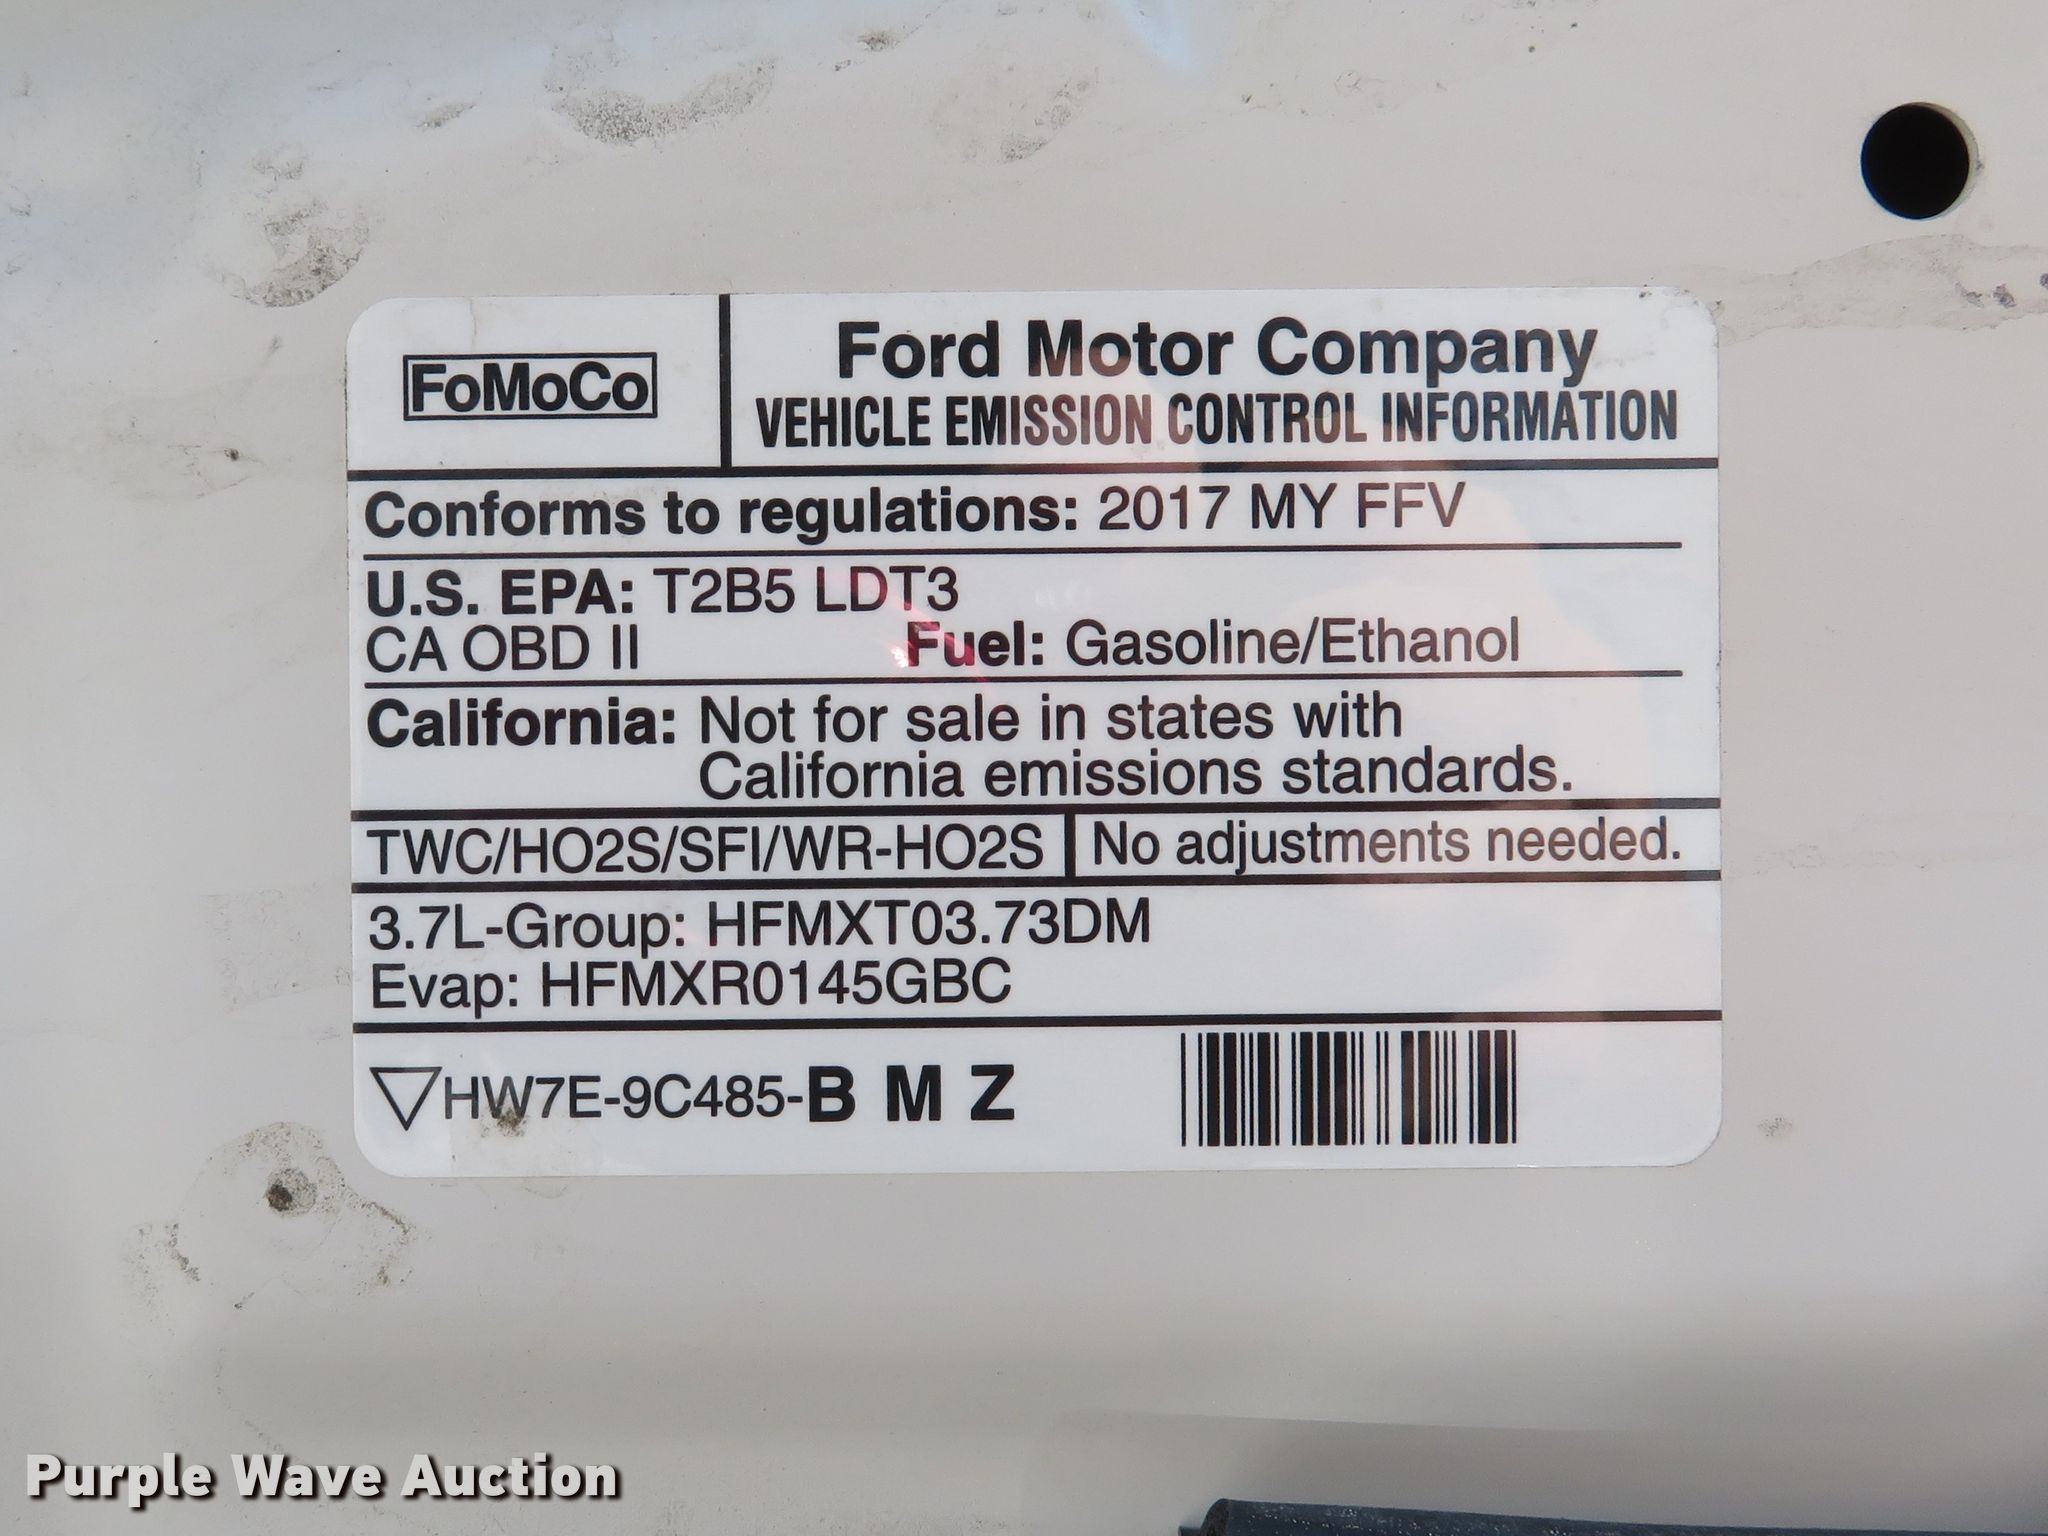 FoMoCo
Ford Motor Company
VEHICLE EMISSION CONTROL INFORMATION
Conforms to regulations: 2017 MY FFV
U.S. EPA: T2B5 LDT3
CA OBD II Fuel: Gasoline/Ethanol
California: Not for sale in states with
California emissions standards.
TWC/HO2S/SFI/WR-HO2S No adjustments needed.
3.7L-Group: HFMXT03.73DM
Evap: HFMXR0145GBC
HW7E-9C485-B M Z
Purple Wave Auction